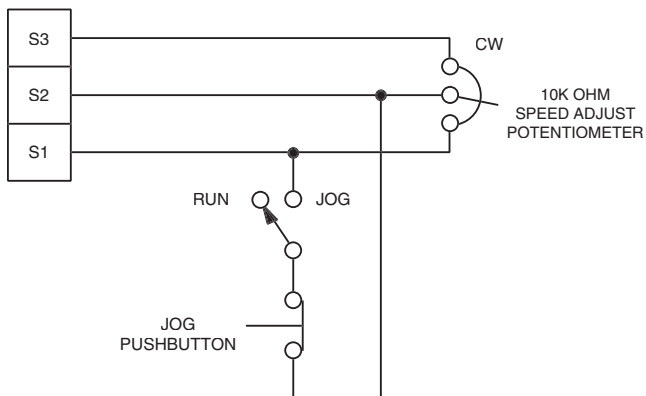 S3
CW
S2
10K OHM
SPEED ADJUST
POTENTIOMETER
S1
RUN
JOG
JOG
PUSHBUTTON